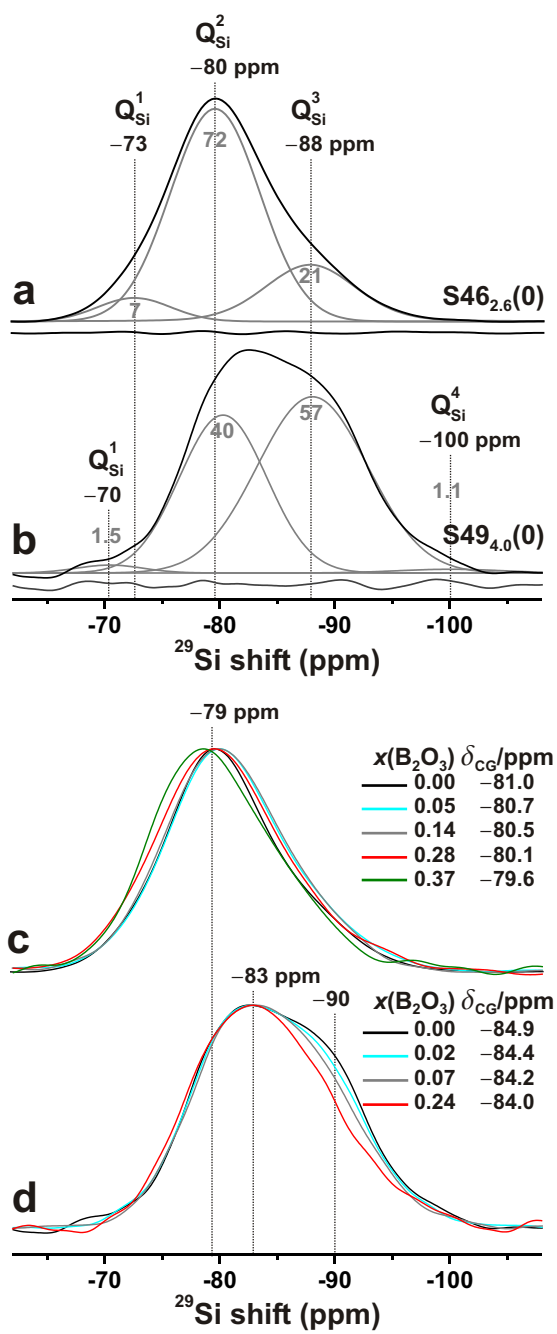 Q²Si
−80 ppm
Q¹Si
−73
Q³Si
−88 ppm
72
21
7
a
S46₂.₆(0)
Q⁴Si
−100 ppm
57
40
Q¹Si
−70
1.1
1.5
b
S49₄.₀(0)
-70 -80 -90 -100
²⁹Si shift (ppm)
−79 ppm
x(B₂O₃) δCG/ppm
0.00 −81.0
0.05 −80.7
0.14 −80.5
0.28 −80.1
0.37 −79.6
c
−83 ppm
−90
x(B₂O₃) δCG/ppm
0.00 −84.9
0.02 −84.4
0.07 −84.2
0.24 −84.0
d
-70 -80 -90 -100
²⁹Si shift (ppm)